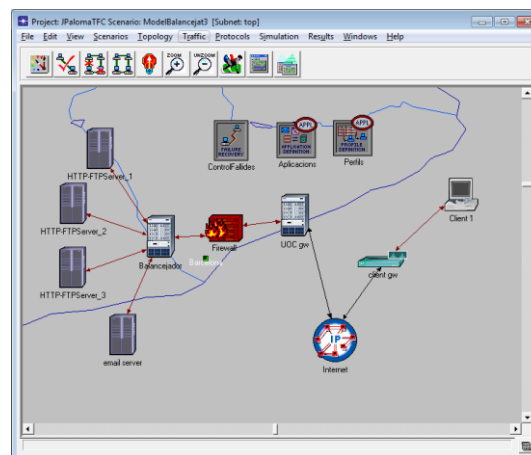 Project: JPalomaTFC Scenario: ModelBalancejat3 [Subnet: top]
File Edit View Scenarios Topology Traffic Protocols Simulation Results Windows Help
ZOOM
UNZOOM
HTTP-FTPServer_1
FAILURE
RECOVERY
ControlFallides
APPL
APPLICATION
DEFINITION
Aplicacions
APPL
PROFILE
DEFINITION
Perfils
HTTP-FTPServer_2
Balancejador
Firewall
Barcelona
UOC gw
Client 1
HTTP-FTPServer_3
client gw
email server
IP
Internet